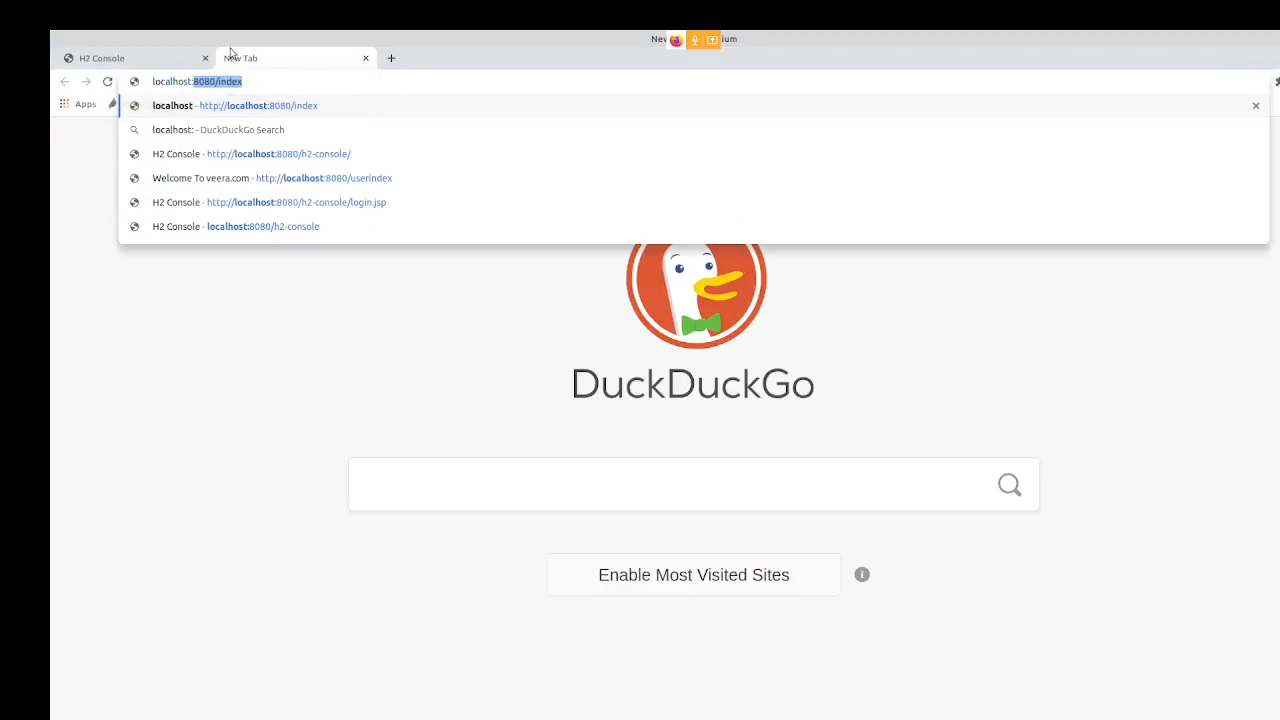 New ium
H2 Console
New Tab
localhost:8080/index
Apps
localhost - http://localhost:8080/index
localhost: - DuckDuckGo Search
H2 Console - http://localhost:8080/h2-console/
Welcome To veera.com - http://localhost:8080/userindex
H2 Console - http://localhost:8080/h2-console/login.jsp
H2 Console - localhost:8080/h2-console
DuckDuckGo
Enable Most Visited Sites